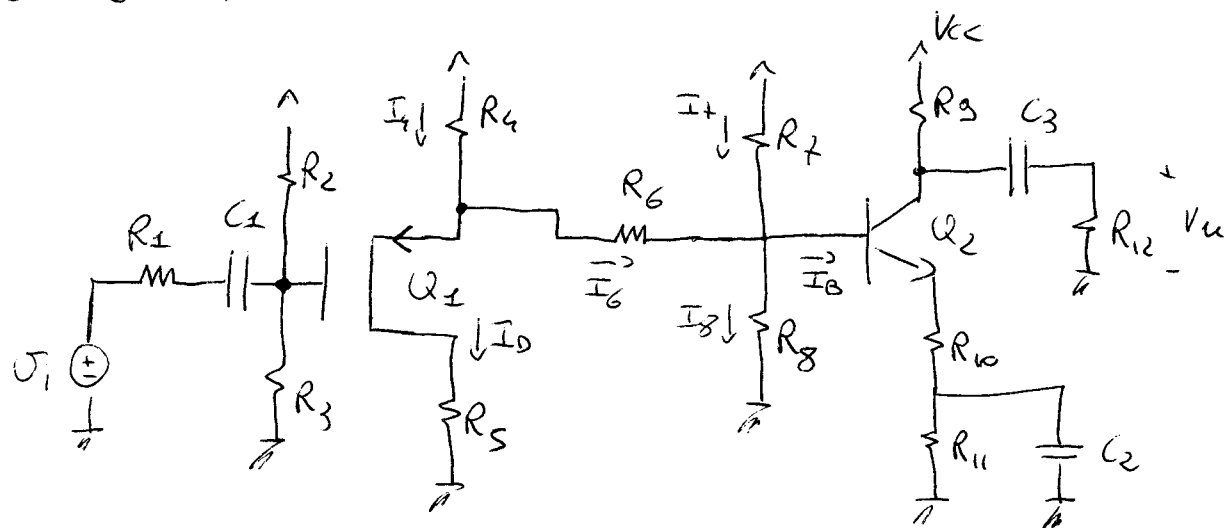 Vcc
I4 R4 I7 R7 R9 C3
R2 R6
R1 C1 Q1 I6 IB Q2 R12 + Vu -
Vi + - R3 ID I8 R8 R10
R5 R11 C2